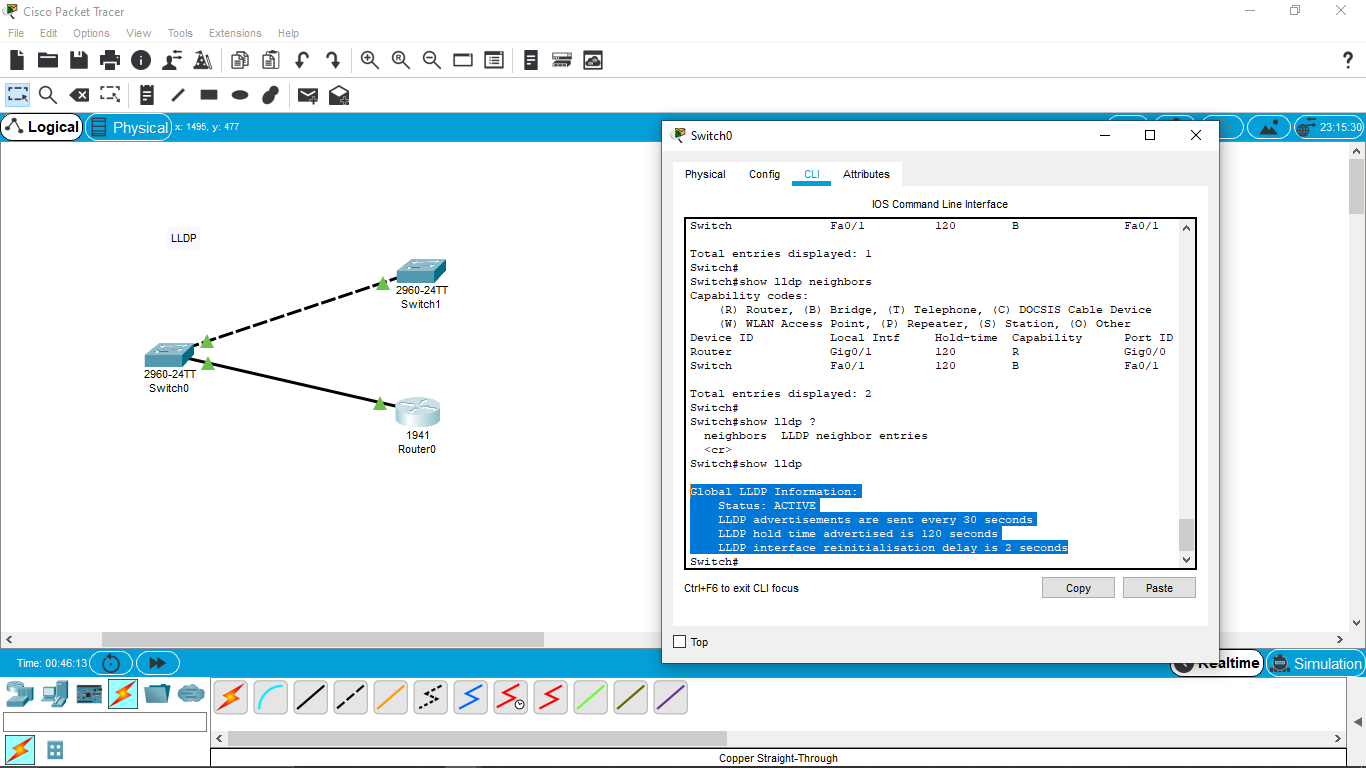 Cisco Packet Tracer
File Edit Options View Tools Extensions Help
Logical Physical x: 1495, y: 477
23:15:30
LLDP
2960-24TT
Switch1
2960-24TT
Switch0
1941
Router0
Switch0
Physical Config CLI Attributes
IOS Command Line Interface
Switch Fa0/1 120 B Fa0/1
Total entries displayed: 1
Switch#
Switch#show lldp neighbors
Capability codes:
(R) Router, (B) Bridge, (T) Telephone, (C) DOCSIS Cable Device
(W) WLAN Access Point, (P) Repeater, (S) Station, (O) Other
Device ID Local Intf Hold-time Capability Port ID
Router Gig0/1 120 R Gig0/0
Switch Fa0/1 120 B Fa0/1
Total entries displayed: 2
Switch#
Switch#show lldp ?
neighbors LLDP neighbor entries
<cr>
Switch#show lldp
Global LLDP Information:
Status: ACTIVE
LLDP advertisements are sent every 30 seconds
LLDP hold time advertised is 120 seconds
LLDP interface reinitialisation delay is 2 seconds
Switch#
Ctrl+F6 to exit CLI focus
Copy Paste
Top
Time: 00:46:13
Realtime Simulation
Copper Straight-Through